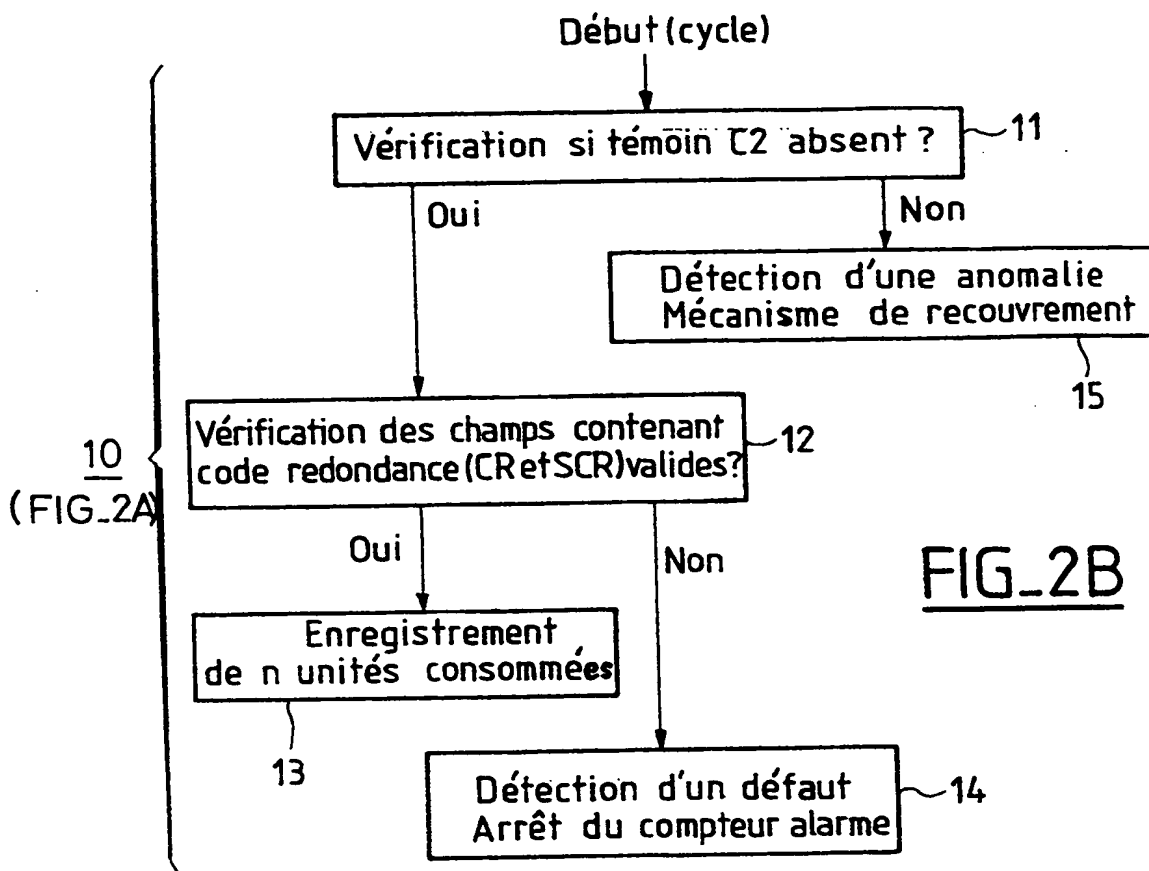 Début (cycle)
Vérification si témoin C2 absent ?
11
Oui
Non
Détection d'une anomalie
Mécanisme de recouvrement
15
Vérification des champs contenant
code redondance (CR et SCR) valides?
12
10
(FIG_2A)
Oui
Non
FIG_2B
Enregistrement
de n unités consommées
13
Détection d'un défaut
Arrêt du compteur alarme
14